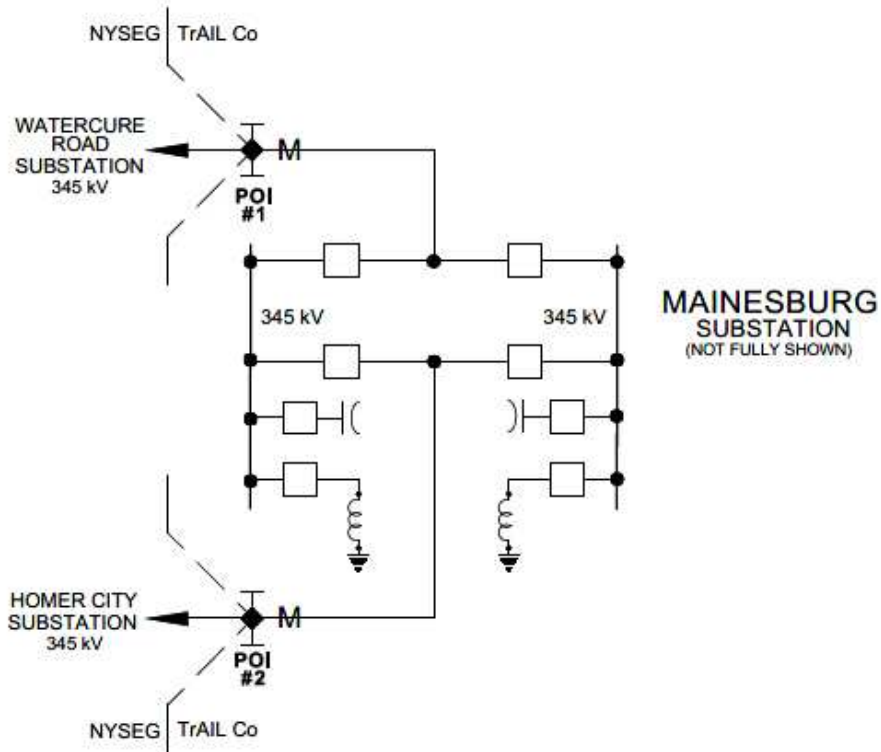 NYSEG TrAIL Co
WATERCURE
ROAD
SUBSTATION
345 kV
M
POI
#1
345 kV
345 kV
MAINESBURG
SUBSTATION
(NOT FULLY SHOWN)
HOMER CITY
SUBSTATION
345 kV
M
POI
#2
NYSEG TrAIL Co